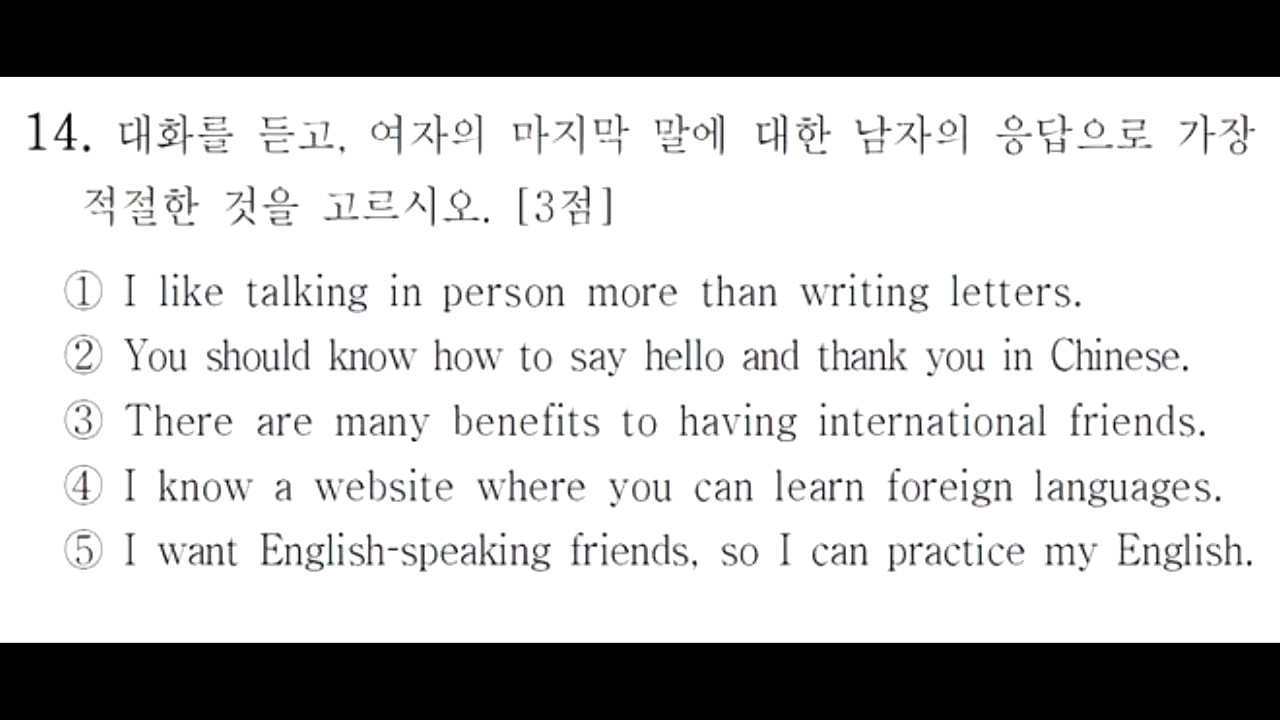 14. 대화를 듣고, 여자의 마지막 말에 대한 남자의 응답으로 가장
적절한 것을 고르시오. [3점]
① I like talking in person more than writing letters.
② You should know how to say hello and thank you in Chinese.
③ There are many benefits to having international friends.
④ I know a website where you can learn foreign languages.
⑤ I want English-speaking friends, so I can practice my English.